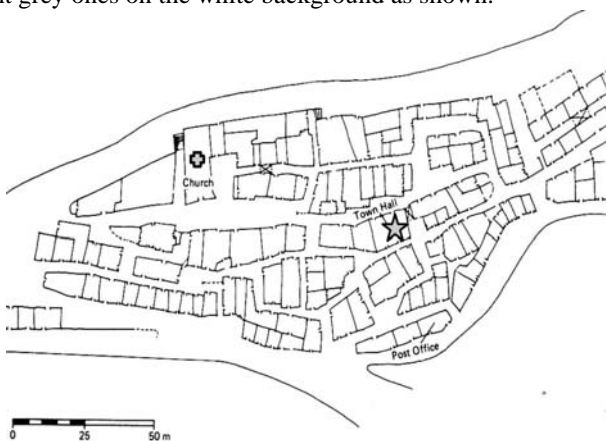 t grey ones on the white background as shown.
Church
Town Hall
Post Office
0 25 50 m